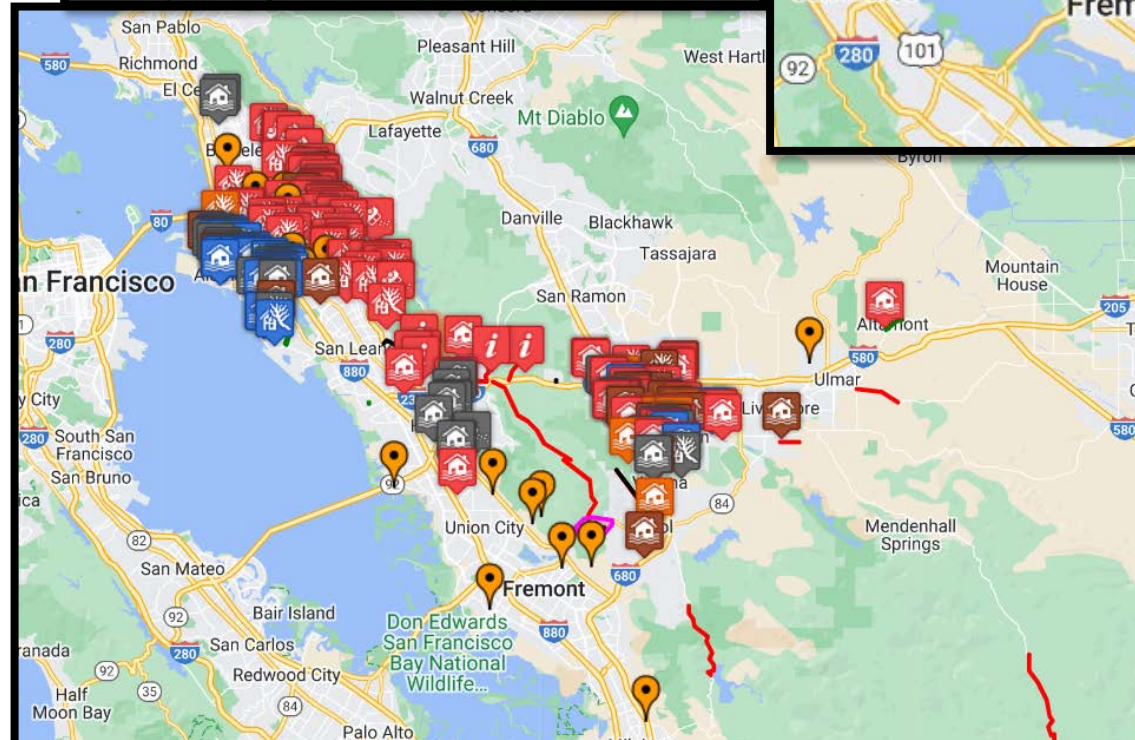 San Pablo
Richmond
580
Pleasant Hill
West Hartl
Walnut Creek
Mt Diablo
Lafayette
680
80
Danville
Blackhawk
Tassajara
Mountain
House
n Francisco
San Ramon
205
Altamont
280
San Lean
580
880
Ulmar
y City
280
South San
Francisco
580
San Bruno
92
84
Union City
Mendenhall
Springs
82
San Mateo
680
Fremont
Bair Island
92
880
Don Edwards
San Francisco
Bay National
Wildlife...
San Carlos
280
Redwood City
92
35
Half
Moon Bay
84
Palo Alto
Frem
92
280
101
Byron
i
i